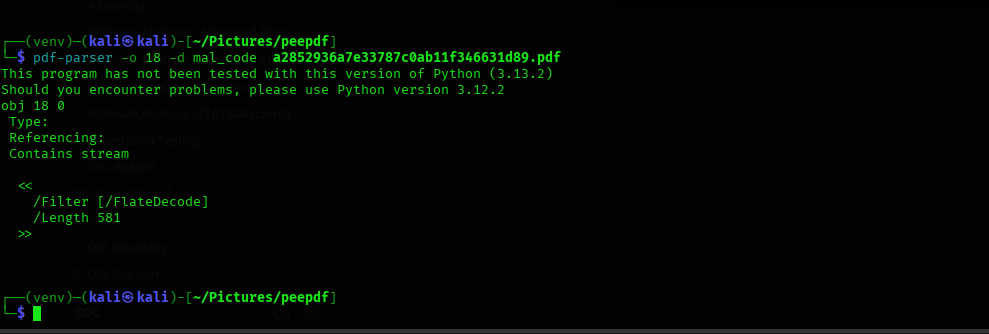 Assembly
┌──(venv)─(kali㉿kali)-[~/Pictures/peepdf]
└─$ pdf-parser -o 18 -d mal_code  a2852936a7e33787c0ab11f346631d89.pdf
This program has not been tested with this version of Python (3.13.2)
Should you encounter problems, please use Python version 3.12.2
obj 18 0
Malware Analysis-STATICA
 Type:
 Referencing:
Testing
 Contains stream
Analyst
  <<
    /Filter [/FlateDecode]
    /Length 581
  >>
1. X86 assembly
2. X86 2nd part
┌──(venv)─(kali㉿kali)-[~/Pictures/peepdf]
└─$
SOC